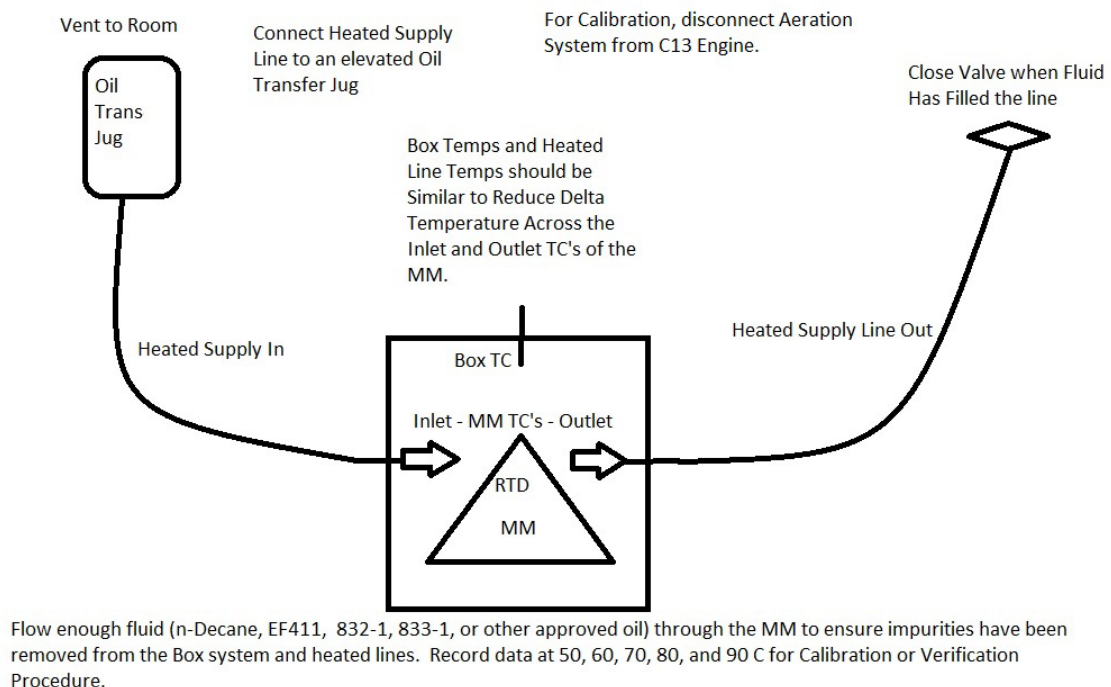 Vent to Room
Connect Heated Supply
Line to an elevated Oil
Transfer Jug
For Calibration, disconnect Aeration
System from C13 Engine.
Close Valve when Fluid
Has Filled the line
Oil
Trans
Jug
Box Temps and Heated
Line Temps should be
Similar to Reduce Delta
Temperature Across the
Inlet and Outlet TC's of the
MM.
Heated Supply In
Heated Supply Line Out
Box TC
Inlet - MM TC's - Outlet
RTD
MM
Flow enough fluid (n-Decane, EF411,  832-1, 833-1, or other approved oil) through the MM to ensure impurities have been
removed from the Box system and heated lines.  Record data at 50, 60, 70, 80, and 90 C for Calibration or Verification
Procedure.